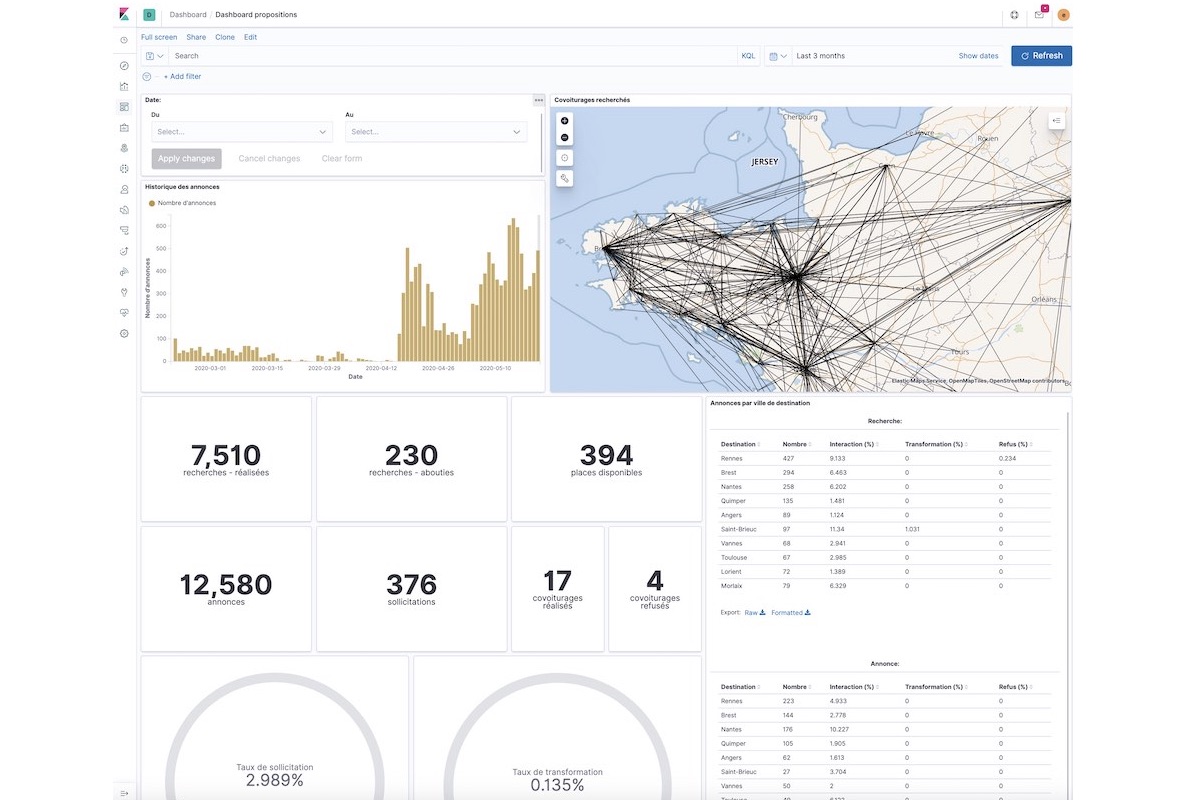 D Dashboard / Dashboard propositions
e
Full screen Share Clone Edit
Search KQL Last 3 months Show dates Refresh
+ Add filter
Date:
Du Au
Select... Select...
Apply changes Cancel changes Clear form
Historique des annonces
Nombre d'annonces
Nombre d'annonces
600
500
400
300
200
100
0
2020-03-01 2020-03-15 2020-03-29 2020-04-12 2020-04-26 2020-05-10
Date
Covoiturages recherchés
Cherbourg
Le Havre
Rouen
JERSEY
Orléans
Tours
Elastic Maps Service, OpenMapTiles, OpenStreetMap contributors
7,510
recherches - réalisées
230
recherches - abouties
394
places disponibles
12,580
annonces
376
sollicitations
17
covoiturages
réalisés
4
covoiturages
refusés
Taux de sollicitation
2.989%
Taux de transformation
0.135%
Annonces par ville de destination
Recherche:
Destination Nombre Interaction (%) Transformation (%) Refus (%)
Rennes 427 9.133 0 0.234
Brest 294 6.463 0 0
Nantes 258 6.202 0 0
Quimper 135 1.481 0 0
Angers 89 1.124 0 0
Saint-Brieuc 97 11.34 1.031 0
Vannes 68 2.941 0 0
Toulouse 67 2.985 0 0
Lorient 72 1.389 0 0
Morlaix 79 6.329 0 0
Export: Raw Formatted
Annonce:
Destination Nombre Interaction (%) Transformation (%) Refus (%)
Rennes 223 4.933 0 0
Brest 144 2.778 0 0
Nantes 176 10.227 0 0
Quimper 105 1.905 0 0
Angers 62 1.613 0 0
Saint-Brieuc 27 3.704 0 0
Vannes 50 2 0 0